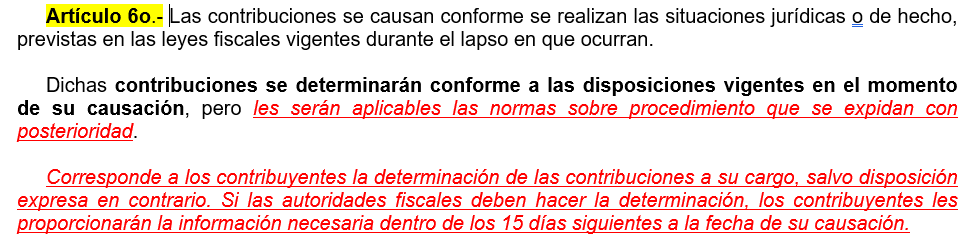 Artículo 6o.- Las contribuciones se causan conforme se realizan las situaciones jurídicas o de hecho,
previstas en las leyes fiscales vigentes durante el lapso en que ocurran.
Dichas contribuciones se determinarán conforme a las disposiciones vigentes en el momento
de su causación, pero les serán aplicables las normas sobre procedimiento que se expidan con
posterioridad.
Corresponde a los contribuyentes la determinación de las contribuciones a su cargo, salvo disposición
expresa en contrario. Si las autoridades fiscales deben hacer la determinación, los contribuyentes les
proporcionarán la información necesaria dentro de los 15 días siguientes a la fecha de su causación.